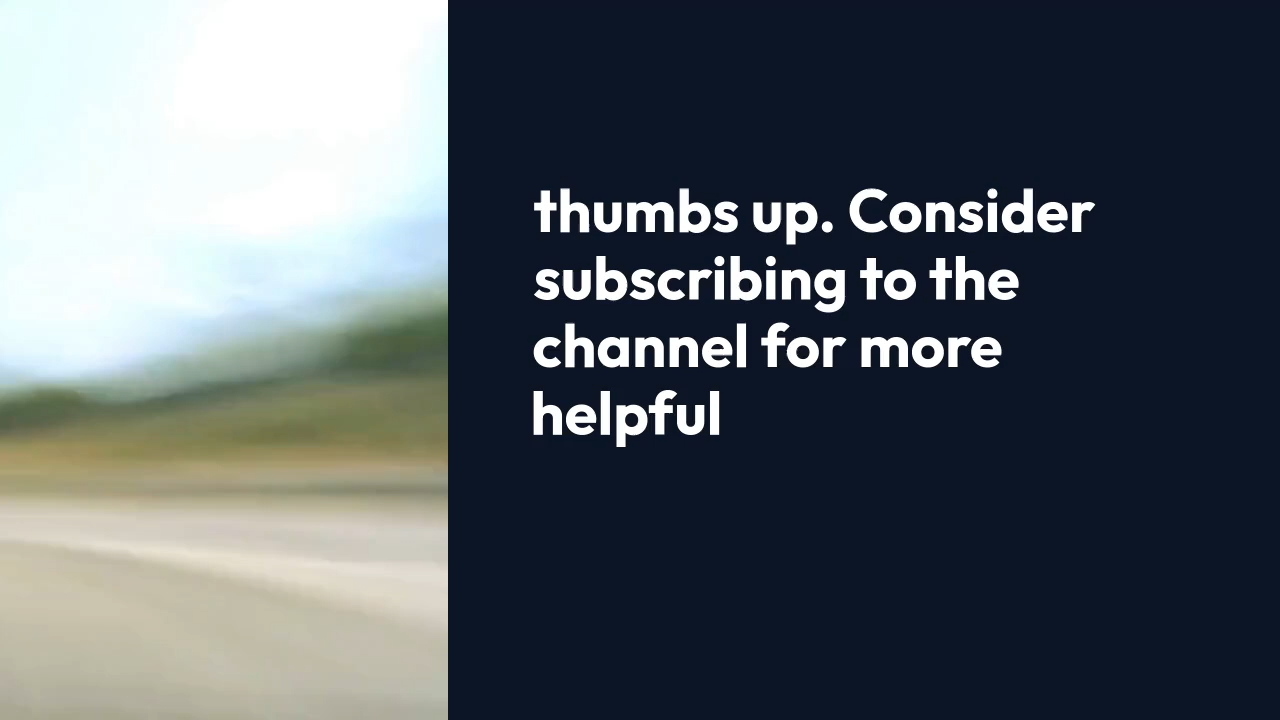 thumbs up. Consider
subscribing to the
channel for more
helpful